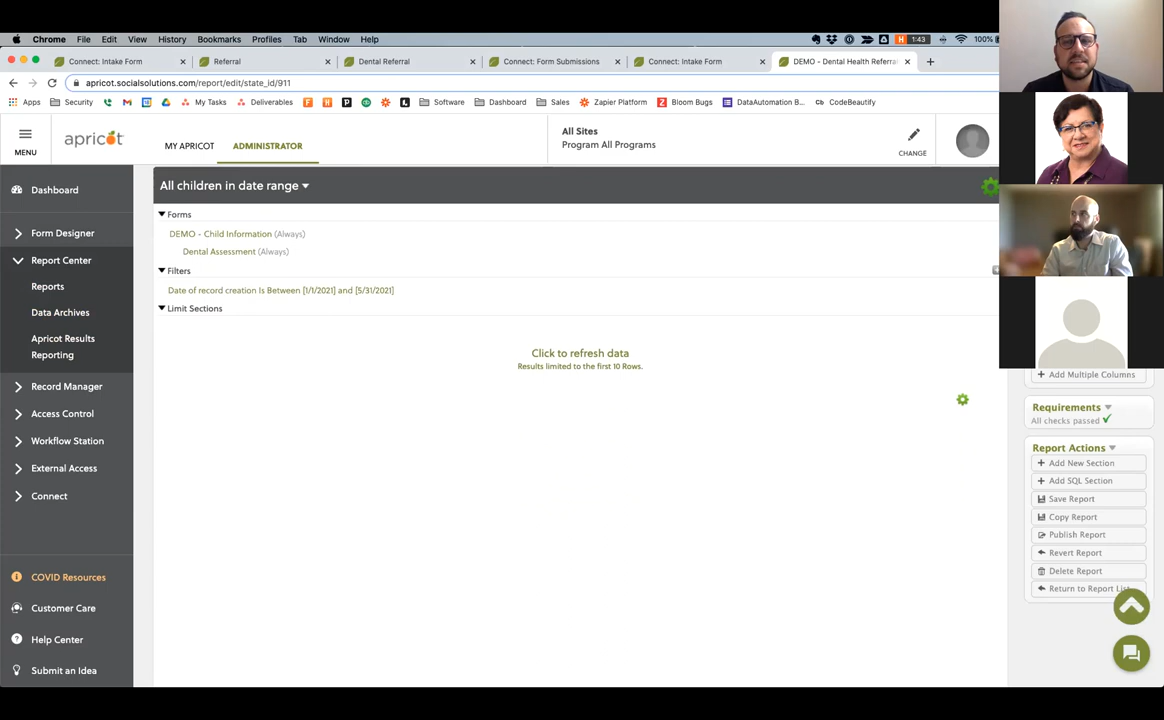 Chrome File Edit View History Bookmarks Profiles Tab Window Help H 1:43 100%
Connect: Intake Form × Referral × Dental Referral × Connect: Form Submissions × Connect: Intake Form × DEMO - Dental Health Referral × +
apricot.socialsolutions.com/report/edit/state_id/911
Apps Security My Tasks Deliverables Software Dashboard Sales Zapier Platform Bloom Bugs DataAutomation B... CodeBeautify
MENU
apricot
MY APRICOT ADMINISTRATOR
All Sites
Program All Programs
CHANGE
Dashboard
Form Designer
Report Center
Reports
Data Archives
Apricot Results
Reporting
Record Manager
Access Control
Workflow Station
External Access
Connect
COVID Resources
Customer Care
Help Center
Submit an Idea
All children in date range
Forms
DEMO - Child Information (Always)
Dental Assessment (Always)
Filters
Date of record creation Is Between [1/1/2021] and [5/31/2021]
Limit Sections
Click to refresh data
Results limited to the first 10 Rows.
+ Add Multiple Columns
Requirements
All checks passed
Report Actions
+ Add New Section
+ Add SQL Section
Save Report
Copy Report
Publish Report
Revert Report
Delete Report
Return to Report List